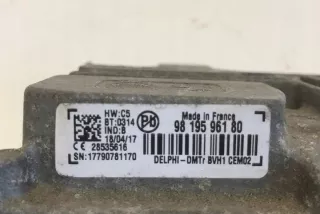 HW:C5
BT:0314
IND:B
18/04/17
CE 28535616
SN:17790781170
Made in France
98 195 961 80
DELPHI-DMTr BVH1 CEM02